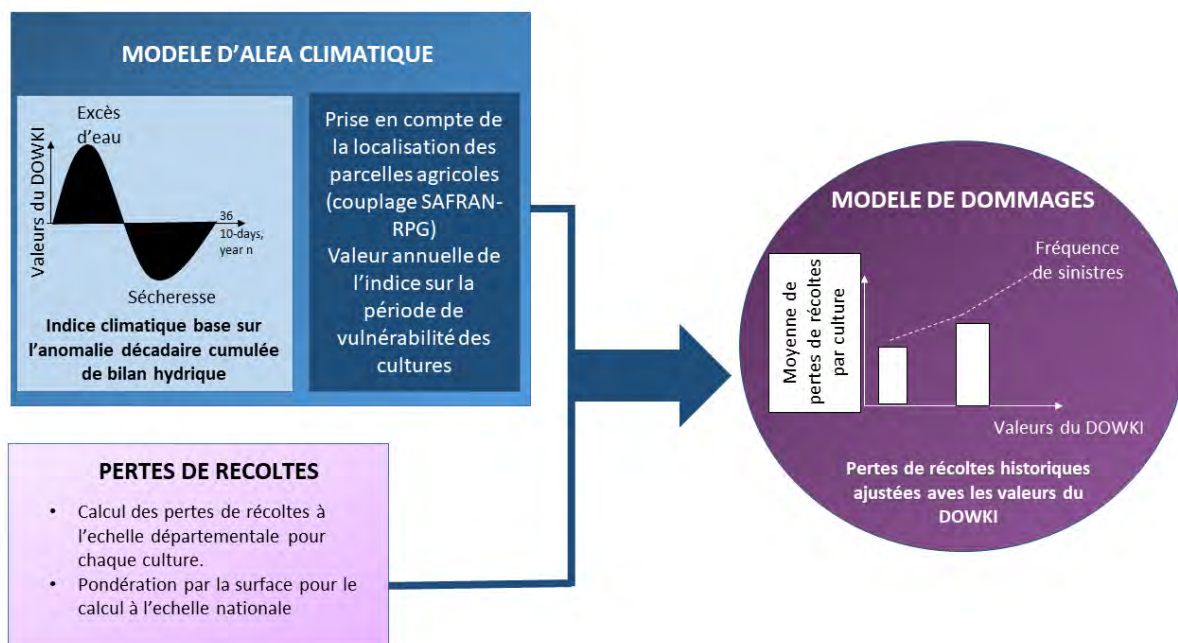 MODELE D'ALEA CLIMATIQUE
Excès
d'eau
Valeurs du DOWKI
36
10-days,
year n
Sécheresse
Indice climatique base sur
l'anomalie décadaire cumulée
de bilan hydrique
Prise en compte de
la localisation des
parcelles agricoles
(couplage SAFRAN-
RPG)
Valeur annuelle de
l'indice sur la
période de
vulnérabilité des
cultures
PERTES DE RECOLTES
• Calcul des pertes de récoltes à
l'echelle départementale pour
chaque culture.
• Pondération par la surface pour le
calcul à l'echelle nationale
MODELE DE DOMMAGES
Fréquence
de sinistres
Moyenne de
pertes de récoltes
par culture
Valeurs du DOWKI
Pertes de récoltes historiques
ajustées aves les valeurs du
DOWKI